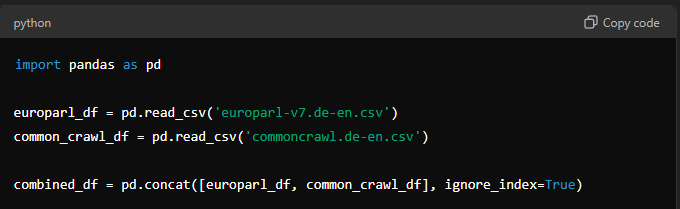 python
Copy code
import pandas as pd
europarl_df = pd.read_csv('europarl-v7.de-en.csv')
common_crawl_df = pd.read_csv('commoncrawl.de-en.csv')
combined_df = pd.concat([europarl_df, common_crawl_df], ignore_index=True)